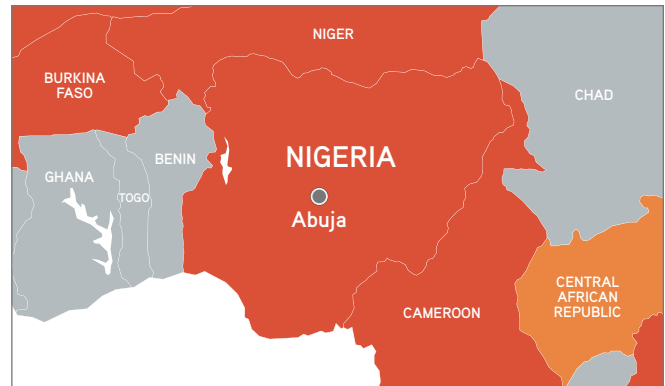 NIGER
BURKINA
FASO
CHAD
NIGERIA
BENIN
GHANA
TOGO
Abuja
CENTRAL
AFRICAN
REPUBLIC
CAMEROON